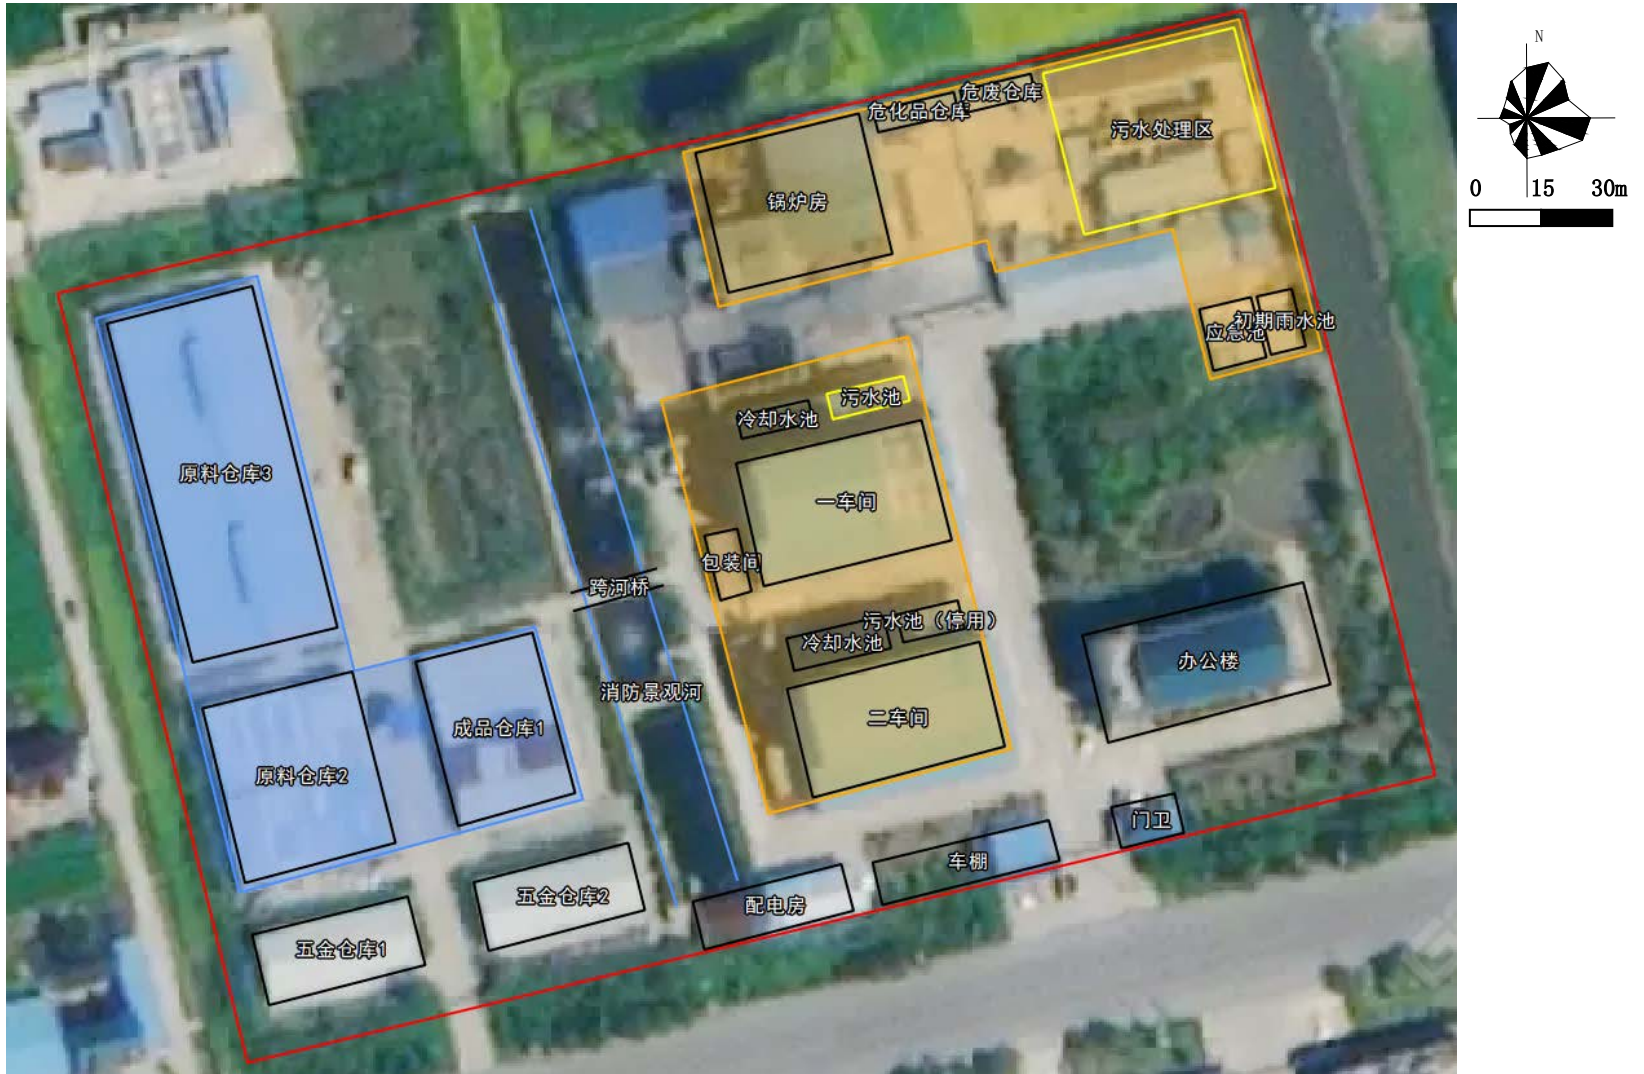 N
0 15 30m
危废仓库
危化品仓库
污水处理区
锅炉房
初期雨水池
应急池
污水池
冷却水池
原料仓库3
一车间
包装间
跨河桥
污水池（停用）
冷却水池
办公楼
消防景观河
二车间
成品仓库1
原料仓库2
门卫
车棚
五金仓库2
配电房
五金仓库1